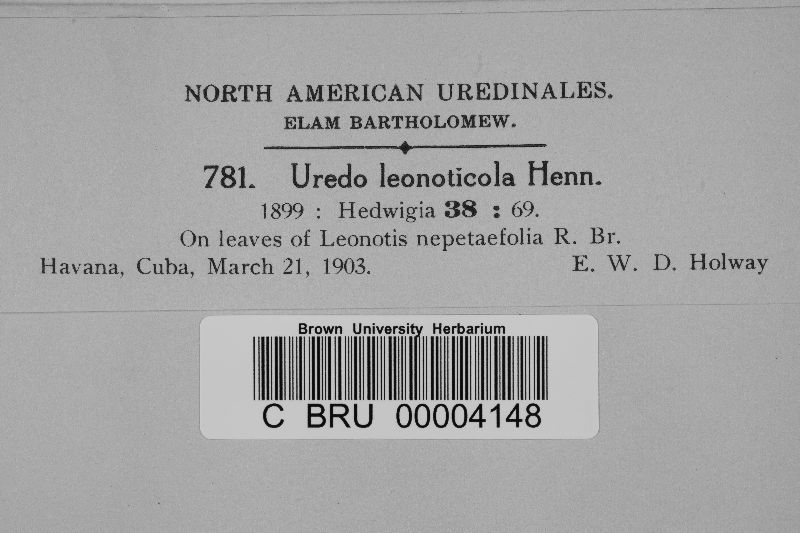 NORTH AMERICAN UREDINALES.
ELAM BARTHOLOMEW.
781. Uredo leonoticola Henn.
1899 : Hedwigia 38 : 69.
On leaves of Leonotis nepetaefolia R. Br.
Havana, Cuba, March 21, 1903. E. W. D. Holway
Brown University Herbarium
C BRU 00004148